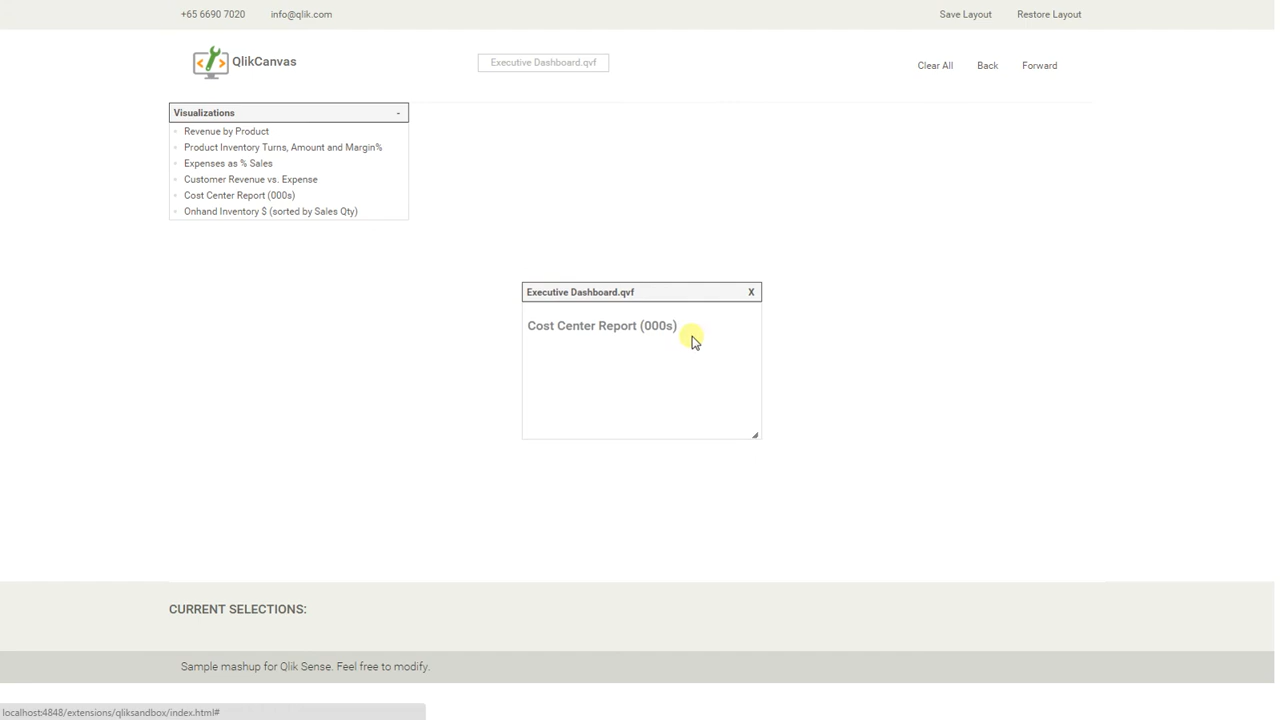 +65 6690 7020 info@qlik.com Save Layout Restore Layout
QlikCanvas Executive Dashboard.qvf Clear All Back Forward
Visualizations -
Revenue by Product
Product Inventory Turns, Amount and Margin%
Expenses as % Sales
Customer Revenue vs. Expense
Cost Center Report (000s)
Onhand Inventory $ (sorted by Sales Qty)
Executive Dashboard.qvf X
Cost Center Report (000s)
CURRENT SELECTIONS:
Sample mashup for Qlik Sense. Feel free to modify.
localhost:4848/extensions/qliksandbox/index.html#